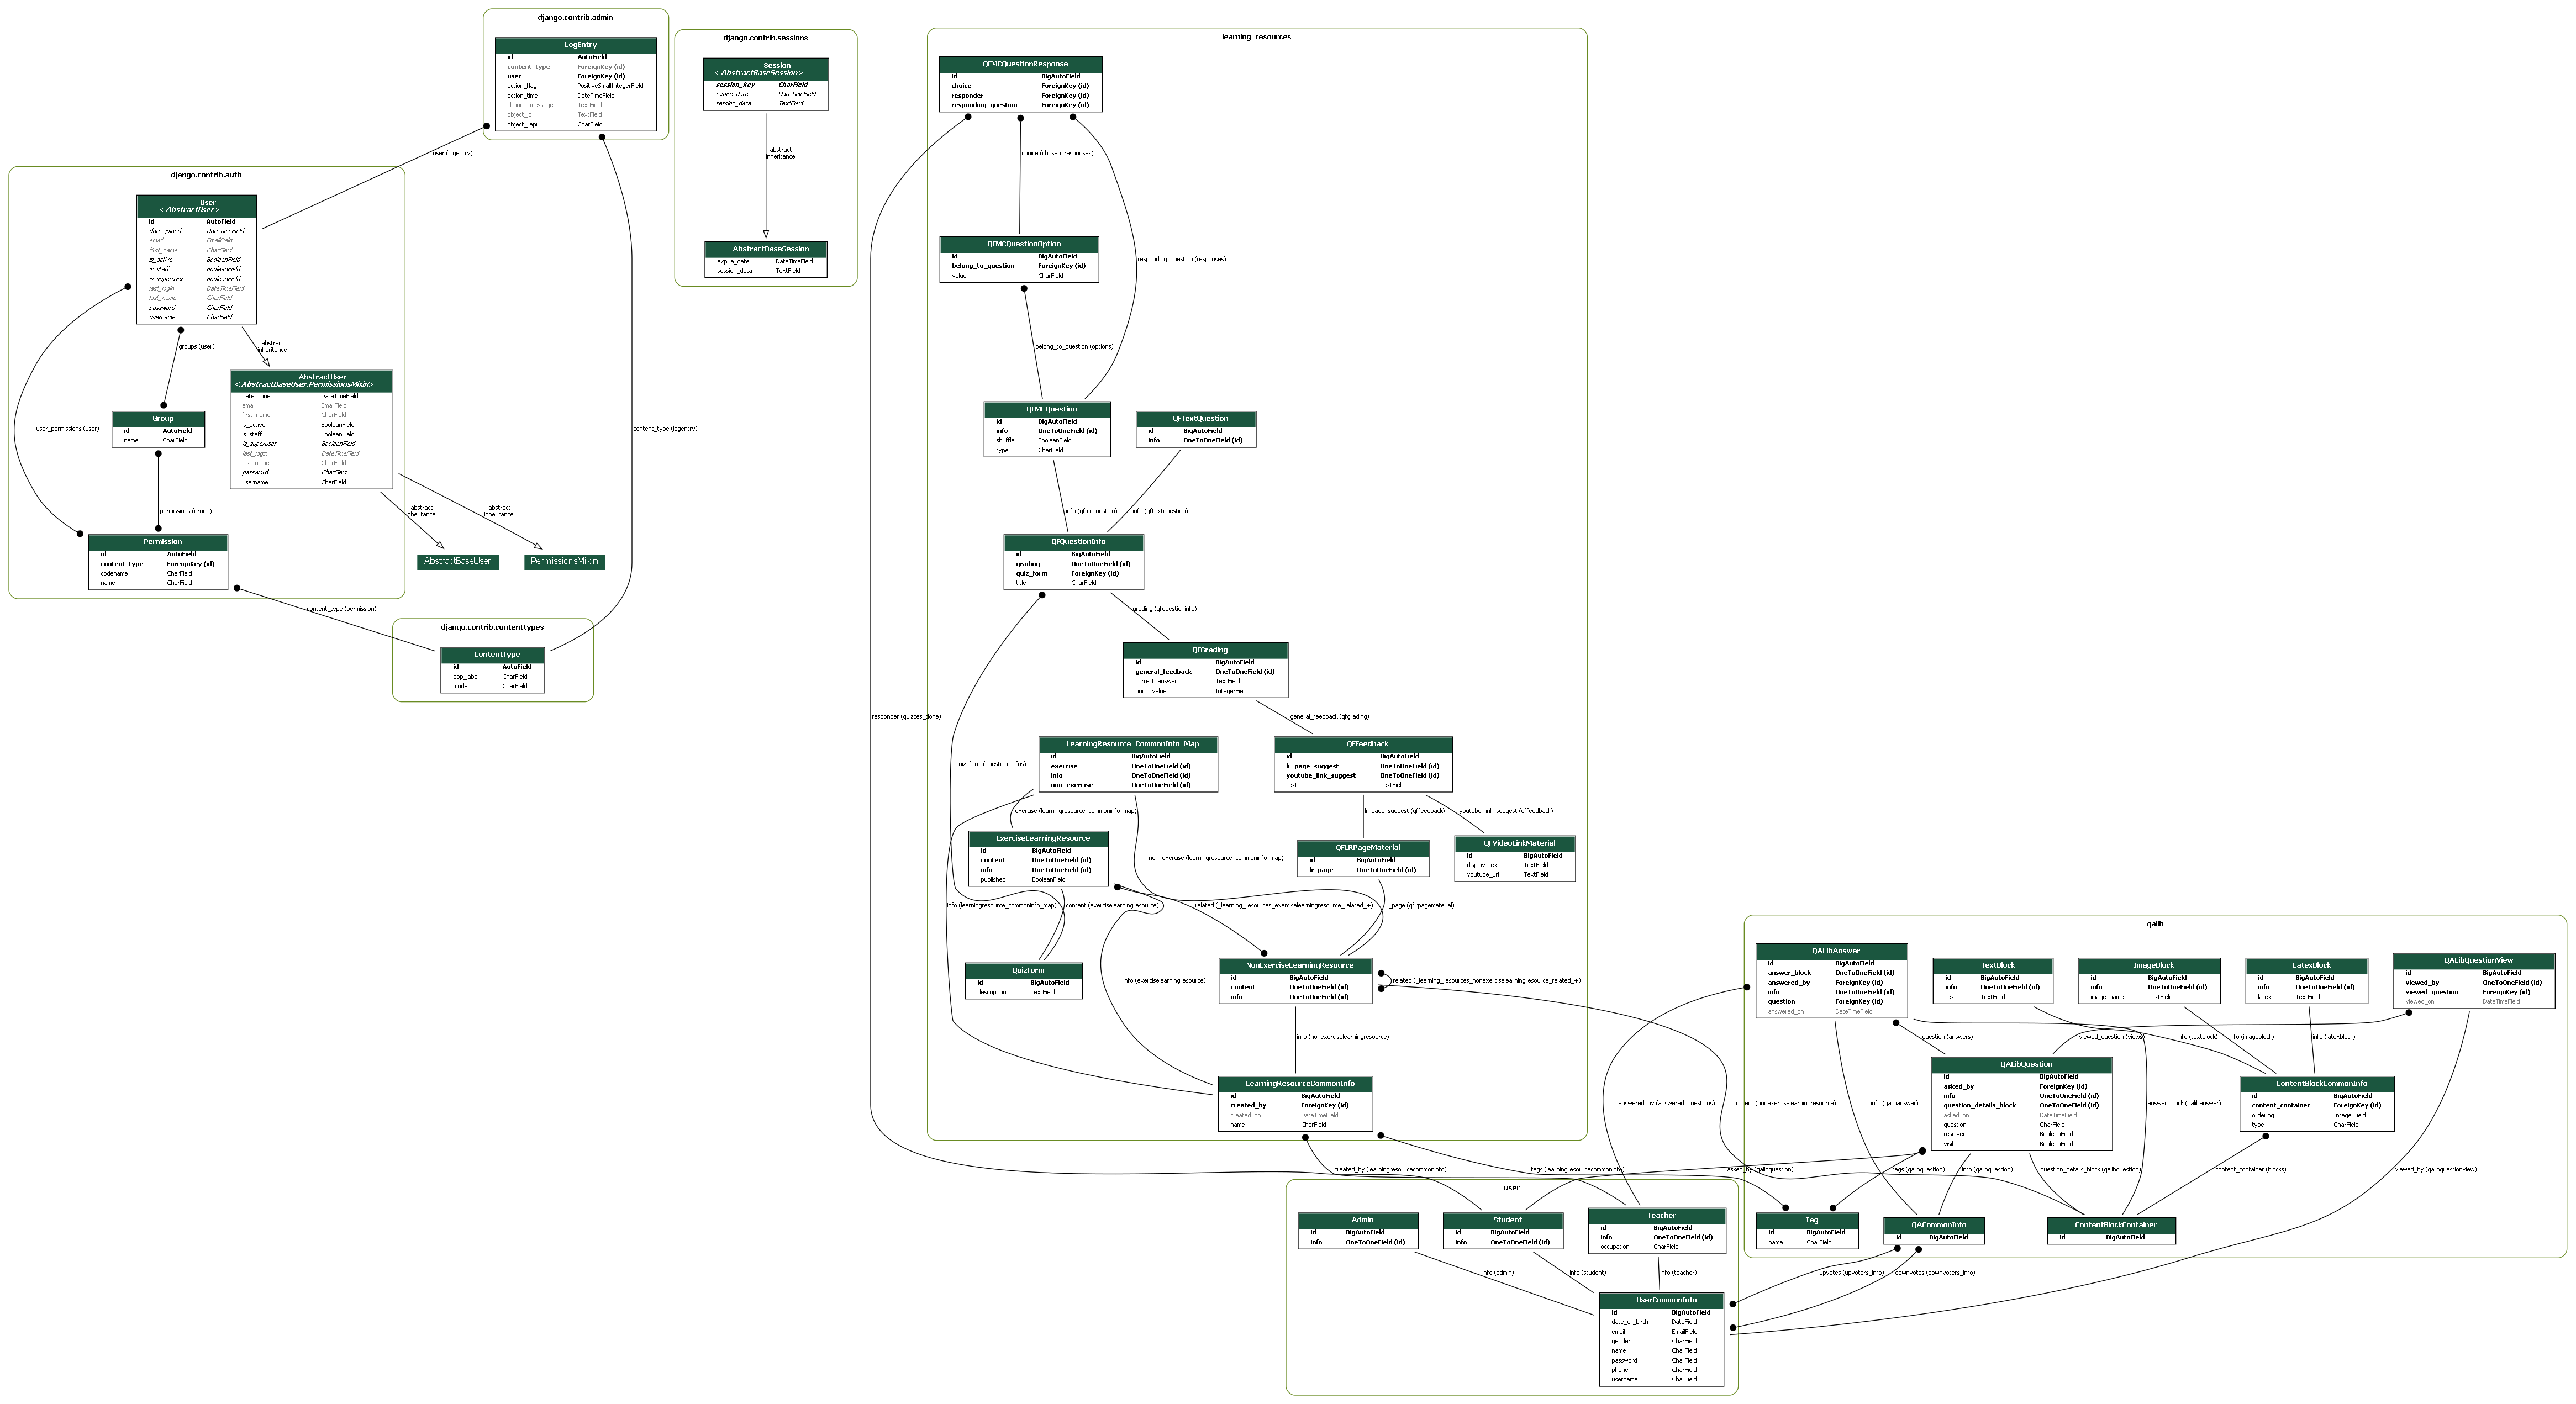 django.contrib.admin
LogEntry
id AutoField
content_type ForeignKey (id)
user ForeignKey (id)
action_flag PositiveSmallIntegerField
action_time DateTimeField
change_message TextField
object_id TextField
object_repr CharField
user (logentry)
content_type (logentry)
django.contrib.sessions
Session
<AbstractBaseSession>
session_key CharField
expire_date DateTimeField
session_data TextField
abstract
inheritance
AbstractBaseSession
expire_date DateTimeField
session_data TextField
django.contrib.auth
User
<AbstractUser>
id AutoField
date_joined DateTimeField
email EmailField
first_name CharField
is_active BooleanField
is_staff BooleanField
is_superuser BooleanField
last_login DateTimeField
last_name CharField
password CharField
username CharField
groups (user)
abstract
inheritance
user_permissions (user)
AbstractUser
<AbstractBaseUser,PermissionsMixin>
date_joined DateTimeField
email EmailField
first_name CharField
is_active BooleanField
is_staff BooleanField
is_superuser BooleanField
last_login DateTimeField
last_name CharField
password CharField
username CharField
Group
id AutoField
name CharField
permissions (group)
abstract
inheritance
abstract
inheritance
Permission
id AutoField
content_type ForeignKey (id)
codename CharField
name CharField
AbstractBaseUser
PermissionsMixin
content_type (permission)
django.contrib.contenttypes
ContentType
id AutoField
app_label CharField
model CharField
learning_resources
QFMCQuestionResponse
id BigAutoField
choice ForeignKey (id)
responder ForeignKey (id)
responding_question ForeignKey (id)
choice (chosen_responses)
responding_question (responses)
QFMCQuestionOption
id BigAutoField
belong_to_question ForeignKey (id)
value CharField
belong_to_question (options)
QFMCQuestion
id BigAutoField
info OneToOneField (id)
shuffle BooleanField
type CharField
QFTextQuestion
id BigAutoField
info OneToOneField (id)
info (qfmcquestion)
info (qftextquestion)
QFQuestionInfo
id BigAutoField
grading OneToOneField (id)
quiz_form ForeignKey (id)
title CharField
grading (qfquestioninfo)
QFGrading
id BigAutoField
general_feedback OneToOneField (id)
correct_answer TextField
point_value IntegerField
responder (quizzes_done)
general_feedback (qfgrading)
quiz_form (question_infos)
LearningResource_CommonInfo_Map
id BigAutoField
exercise OneToOneField (id)
info OneToOneField (id)
non_exercise OneToOneField (id)
QFFeedback
id BigAutoField
lr_page_suggest OneToOneField (id)
youtube_link_suggest OneToOneField (id)
text TextField
exercise (learningresource_commoninfo_map)
lr_page_suggest (qffeedback)
youtube_link_suggest (qffeedback)
ExerciseLearningResource
id BigAutoField
content OneToOneField (id)
info OneToOneField (id)
published BooleanField
non_exercise (learningresource_commoninfo_map)
QFLRPageMaterial
id BigAutoField
lr_page OneToOneField (id)
QFVideoLinkMaterial
id BigAutoField
display_text TextField
youtube_uri TextField
info (learningresource_commoninfo_map)
content (exerciselearningresource)
related (_learning_resources_exerciselearningresource_related_+)
lr_page (qflrpagematerial)
QuizForm
id BigAutoField
description TextField
info (exerciselearningresource)
NonExerciseLearningResource
id BigAutoField
content OneToOneField (id)
info OneToOneField (id)
related (_learning_resources_nonexerciselearningresource_related_+)
info (nonexerciselearningresource)
LearningResourceCommonInfo
id BigAutoField
created_by ForeignKey (id)
created_on DateTimeField
name CharField
created_by (learningresourcecommoninfo)
tags (learningresourcecommoninfo)
qalib
QALibAnswer
id BigAutoField
answer_block OneToOneField (id)
answered_by ForeignKey (id)
info OneToOneField (id)
question ForeignKey (id)
answered_on DateTimeField
TextBlock
id BigAutoField
info OneToOneField (id)
text TextField
ImageBlock
id BigAutoField
info OneToOneField (id)
image_name TextField
LatexBlock
id BigAutoField
info OneToOneField (id)
latex TextField
QALibQuestionView
id BigAutoField
viewed_by OneToOneField (id)
viewed_question ForeignKey (id)
viewed_on DateTimeField
question (answers)
viewed_question (views)
info (textblock)
info (imageblock)
info (latexblock)
QALibQuestion
id BigAutoField
asked_by ForeignKey (id)
info OneToOneField (id)
question_details_block OneToOneField (id)
asked_on DateTimeField
question CharField
resolved BooleanField
visible BooleanField
ContentBlockCommonInfo
id BigAutoField
content_container ForeignKey (id)
ordering IntegerField
type CharField
answered_by (answered_questions)
content (nonexerciselearningresource)
info (qalibanswer)
answer_block (qalibanswer)
asked_by (qalibquestion)
tags (qalibquestion)
info (qalibquestion)
question_details_block (qalibquestion)
content_container (blocks)
viewed_by (qalibquestionview)
Tag
id BigAutoField
name CharField
QACommonInfo
id BigAutoField
ContentBlockContainer
id BigAutoField
user
Admin
id BigAutoField
info OneToOneField (id)
Student
id BigAutoField
info OneToOneField (id)
Teacher
id BigAutoField
info OneToOneField (id)
occupation CharField
info (admin)
info (student)
info (teacher)
upvotes (upvoters_info)
downvotes (downvoters_info)
UserCommonInfo
id BigAutoField
date_of_birth DateField
email EmailField
gender CharField
name CharField
password CharField
phone CharField
username CharField